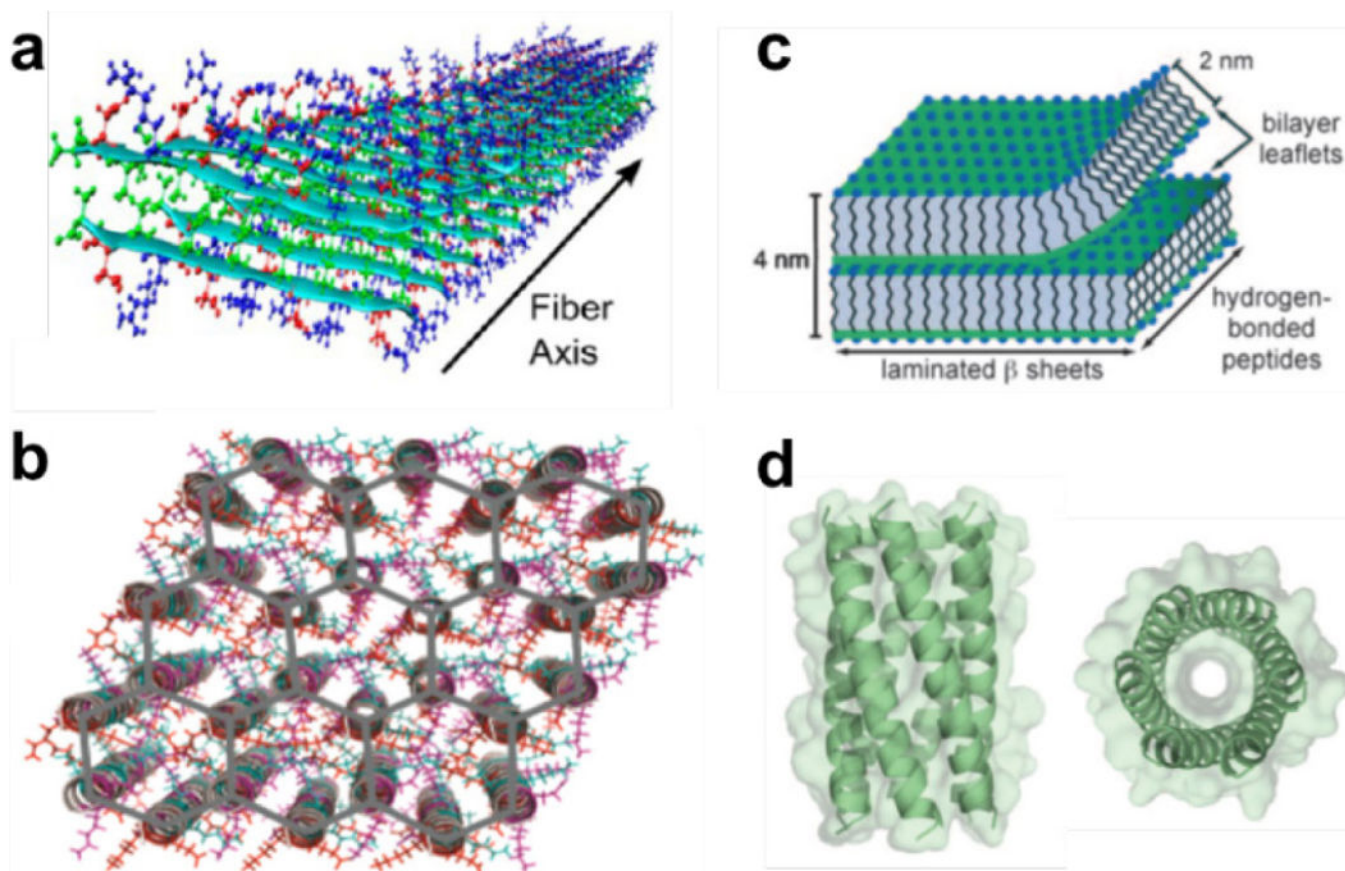 a
Fiber
Axis
c
2 nm
bilayer
leaflets
4 nm
hydrogen-
bonded
peptides
laminated β sheets
b
d